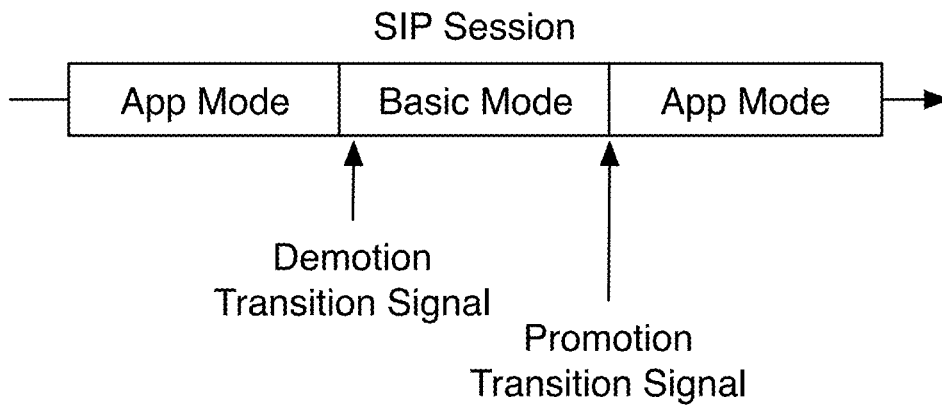 SIP Session
App Mode Basic Mode App Mode
Demotion
Transition Signal
Promotion
Transition Signal